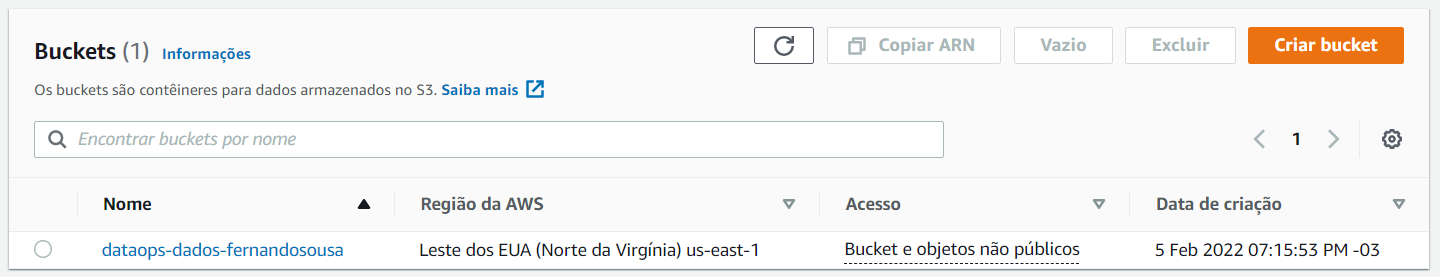 Buckets (1) Informações
Copiar ARN Vazio Excluir Criar bucket
Os buckets são contêineres para dados armazenados no S3. Saiba mais
Encontrar buckets por nome
1
Nome Região da AWS Acesso Data de criação
dataops-dados-fernandosousa Leste dos EUA (Norte da Virgínia) us-east-1 Bucket e objetos não públicos 5 Feb 2022 07:15:53 PM -03